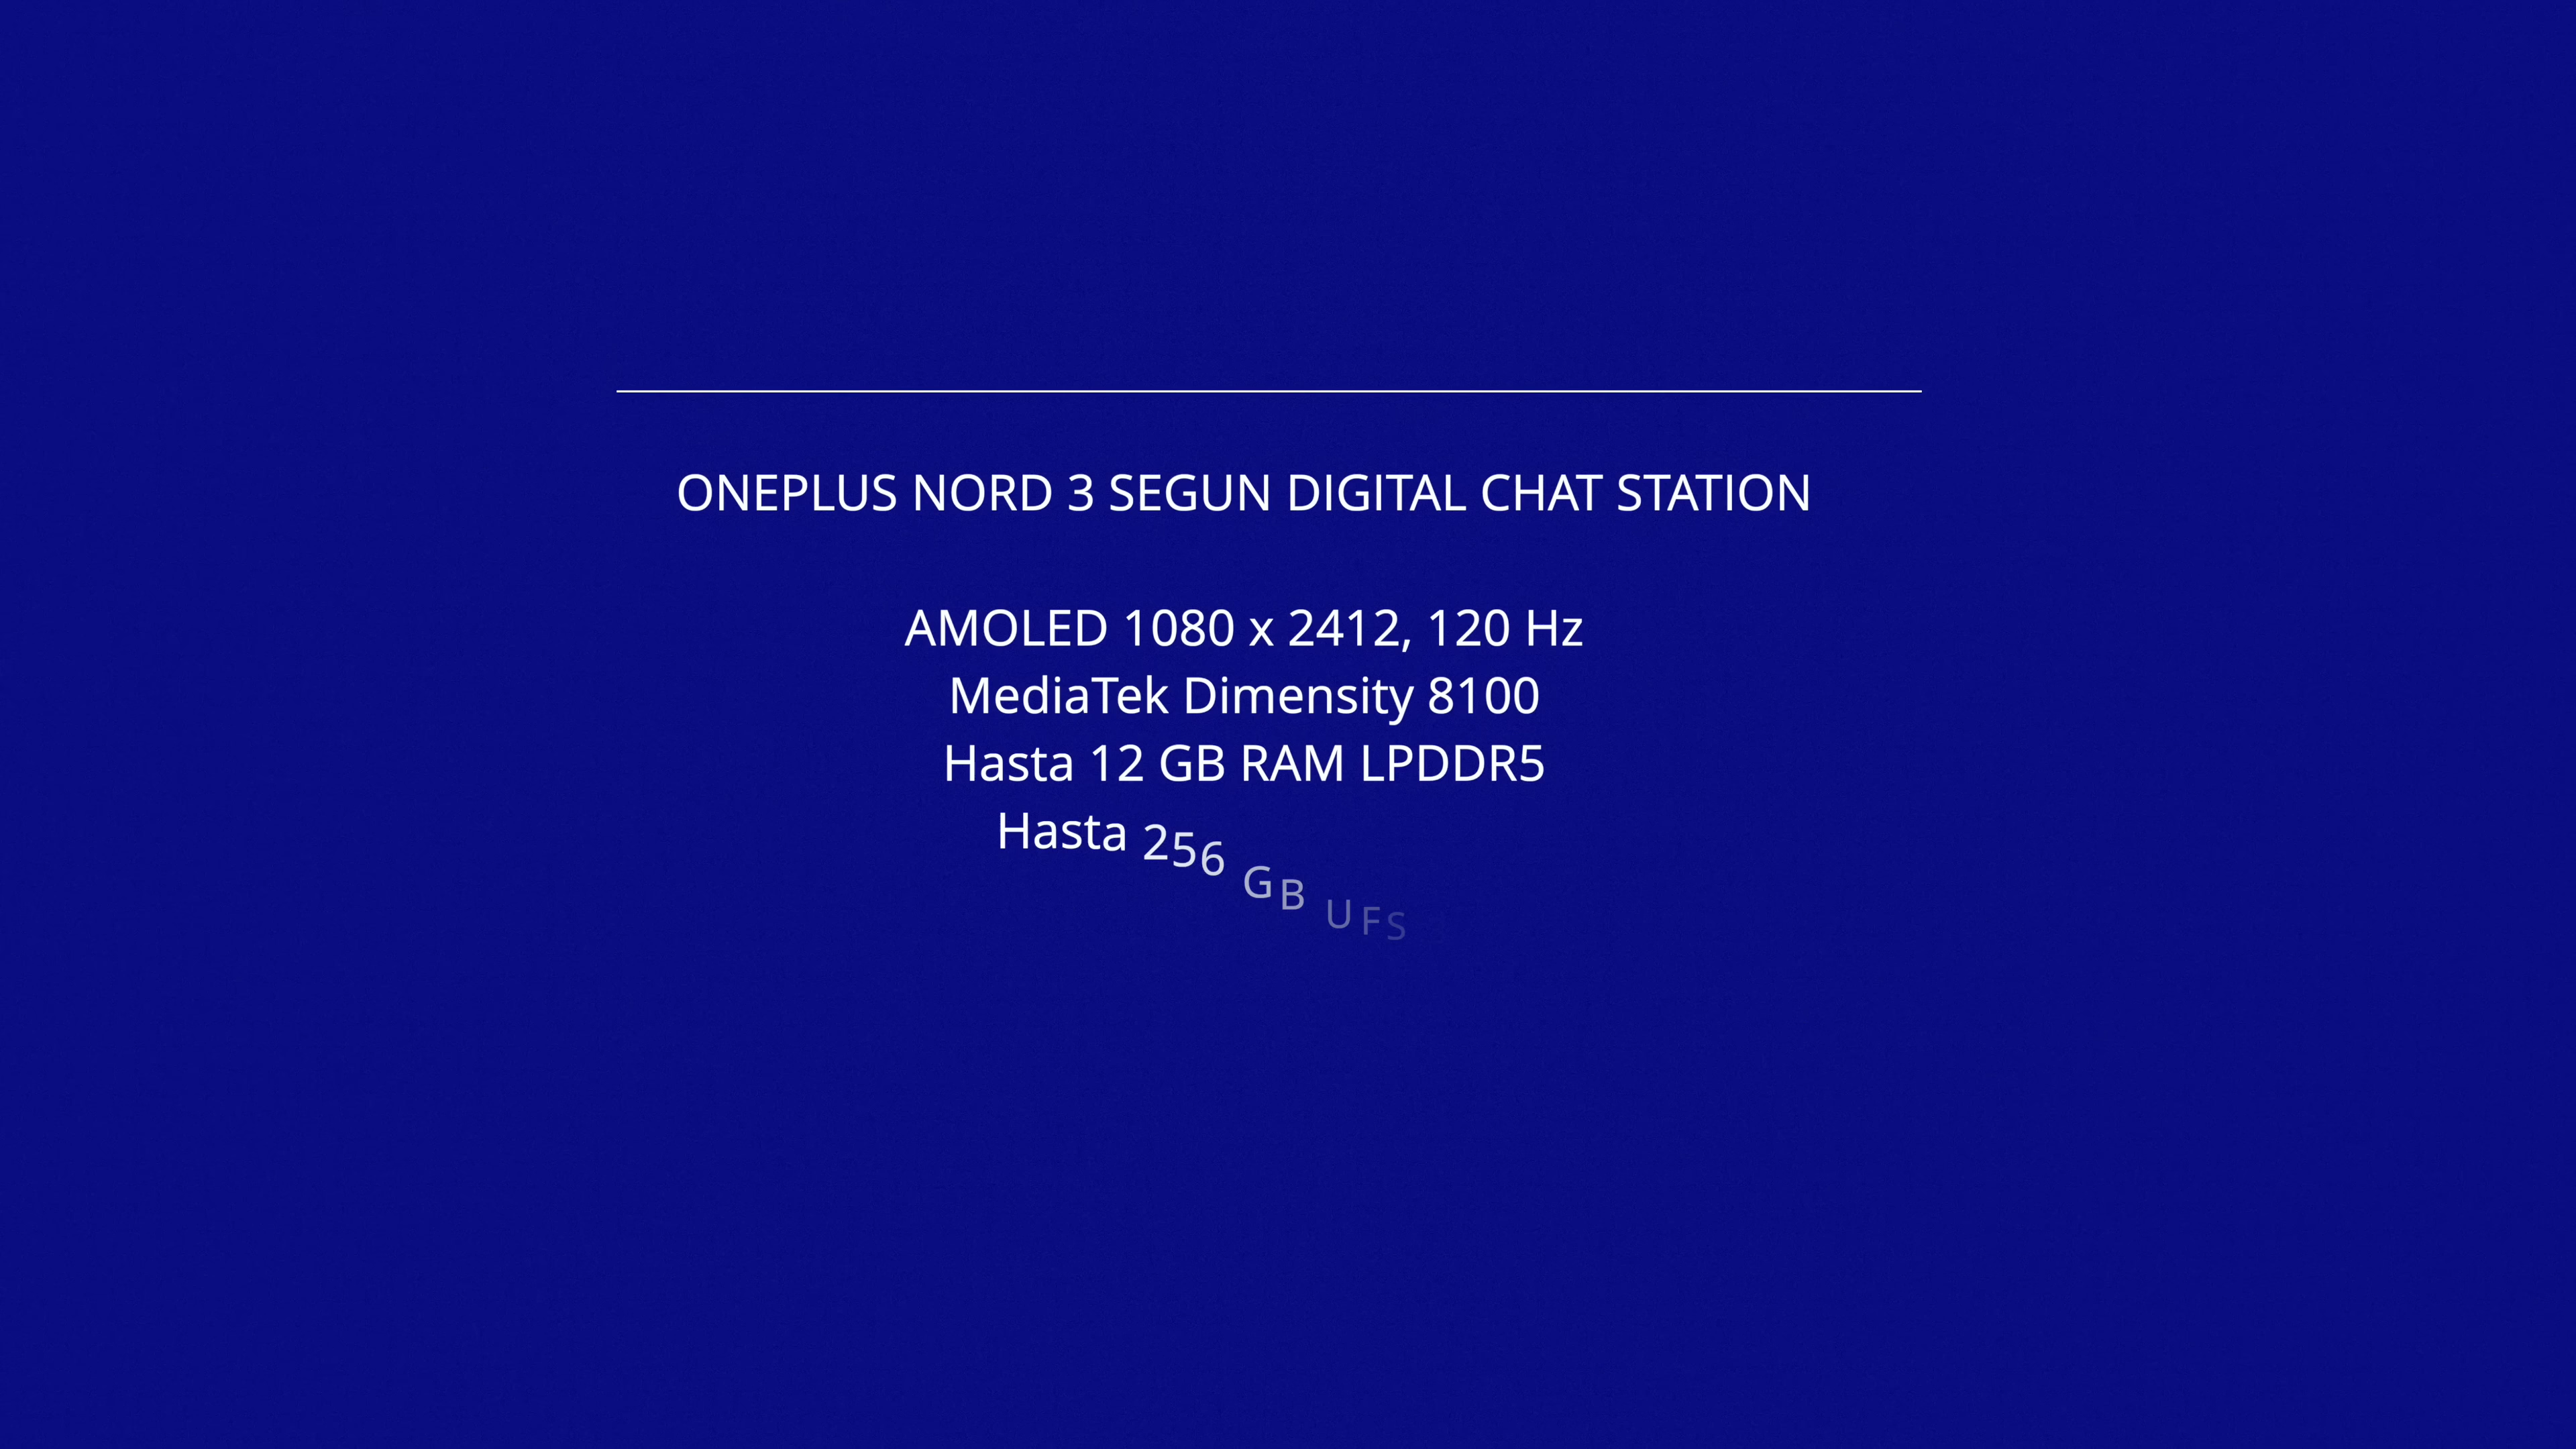 ONEPLUS NORD 3 SEGUN DIGITAL CHAT STATION
AMOLED 1080 x 2412, 120 Hz
MediaTek Dimensity 8100
Hasta 12 GB RAM LPDDR5
Hasta 256 GB UFS